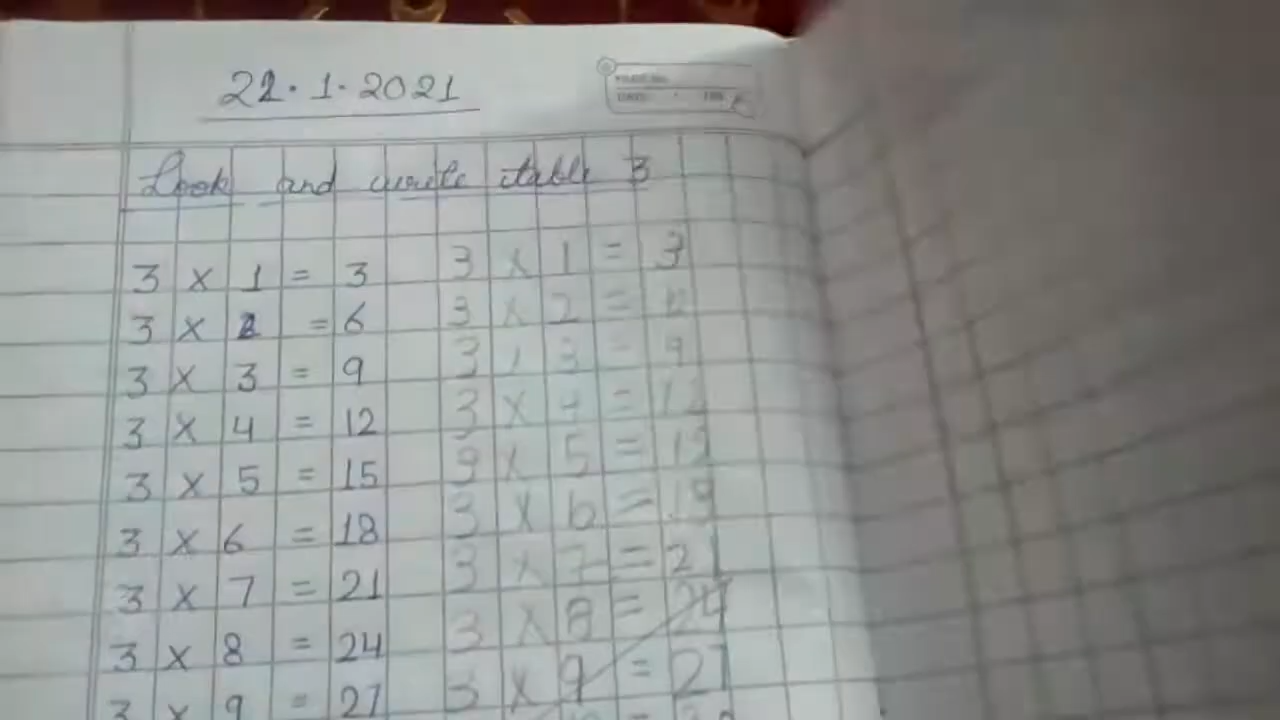 22.1.2021
Look and write table 3
3 x 1 = 3 3 x 1 = 3
3 x 2 = 6 3 x 2 =
3 x 3 = 9 3 x 3 = 9
3 x 4 = 12 3 x 4 = 12
3 x 5 = 15 3 x 5 = 15
3 x 6 = 18 3 x 6 =
3 x 7 = 21 3 x 7 = 21
3 x 8 = 24 3 x 8 = 24
3 x 9 = 27 3 x 9 = 27